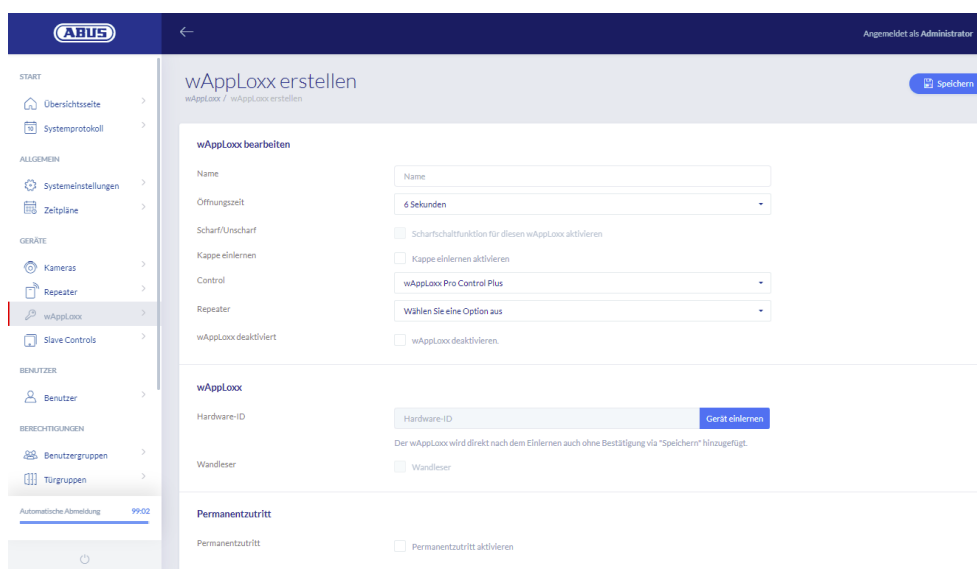 ABUS
Angemeldet als Administrator
START
Übersichtsseite
10 Systemprotokoll
ALLGEMEIN
Systemeinstellungen
Zeitpläne
GERÄTE
Kameras
Repeater
wAppLoxx
Slave Controls
BENUTZER
Benutzer
BERECHTIGUNGEN
Benutzergruppen
Türgruppen
Automatische Abmeldung 99:02
wAppLoxx erstellen
wAppLoxx / wAppLoxx erstellen
Speichern
wAppLoxx bearbeiten
Name Name
Öffnungszeit 6 Sekunden
Scharf/Unscharf Scharfschaltfunktion für diesen wAppLoxx aktivieren
Kappe einlernen Kappe einlernen aktivieren
Control wAppLoxx Pro Control Plus
Repeater Wählen Sie eine Option aus
wAppLoxx deaktiviert wAppLoxx deaktivieren.
wAppLoxx
Hardware-ID Hardware-ID Gerät einlernen
Der wAppLoxx wird direkt nach dem Einlernen auch ohne Bestätigung via "Speichern" hinzugefügt.
Wandleser Wandleser
Permanentzutritt
Permanentzutritt Permanentzutritt aktivieren